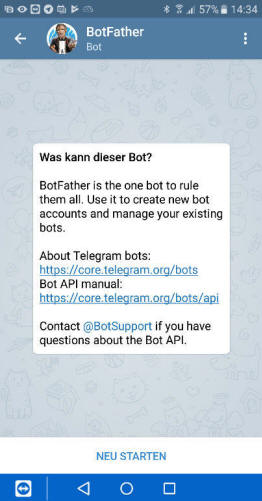 57% 14:34
BotFather
Bot
Was kann dieser Bot?
BotFather is the one bot to rule
them all. Use it to create new bot
accounts and manage your existing
bots.
About Telegram bots:
https://core.telegram.org/bots
Bot API manual:
https://core.telegram.org/bots/api
Contact @BotSupport if you have
questions about the Bot API.
NEU STARTEN